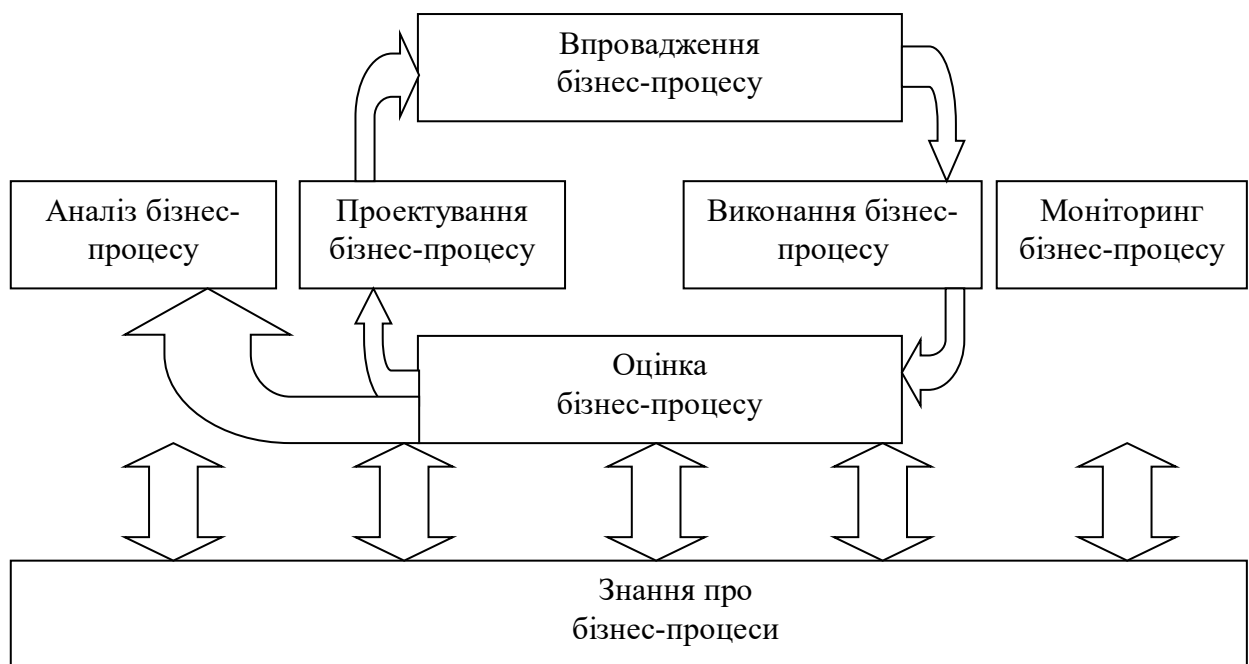 Впровадження
бізнес-процесу
Аналіз бізнес-
процесу
Проектування
бізнес-процесу
Виконання бізнес-
процесу
Моніторинг
бізнес-процесу
Оцінка
бізнес-процесу
Знання про
бізнес-процеси